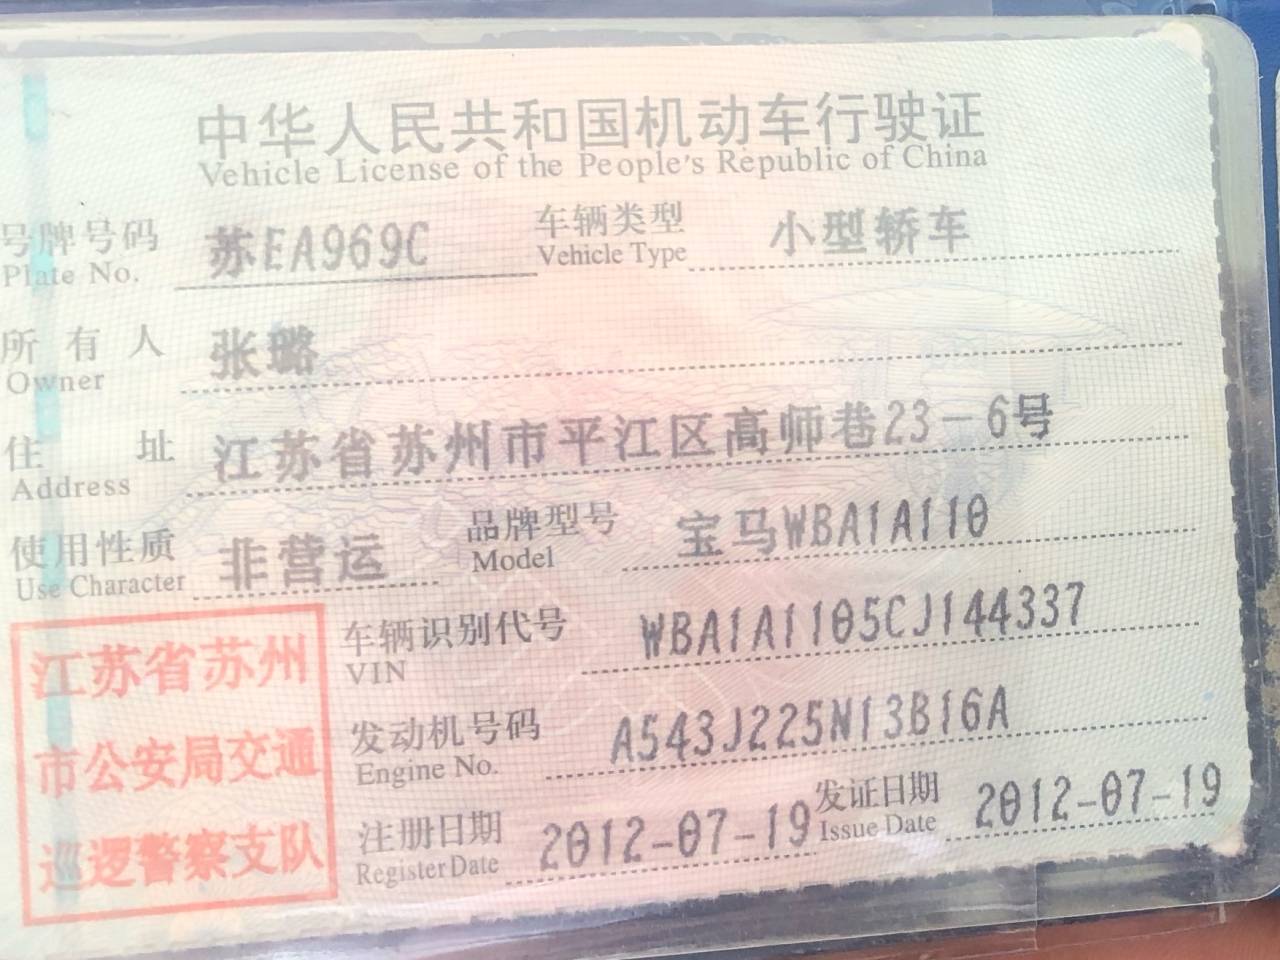 中华人民共和国机动车行驶证
Vehicle License of the People's Republic of China
号牌号码 苏EA969C 车辆类型 小型轿车
Plate No. Vehicle Type
所有人 张璐
Owner
住址 江苏省苏州市平江区高师巷23-6号
Address
使用性质 非营运 品牌型号 宝马WBA1A110
Use Character Model
车辆识别代号 WBA1A1105CJ144337
VIN
发动机号码 A543J225N13B16A
Engine No.
注册日期 2012-07-19 发证日期 2012-07-19
Register Date Issue Date
江苏省苏州
市公安局交通
巡逻警察支队